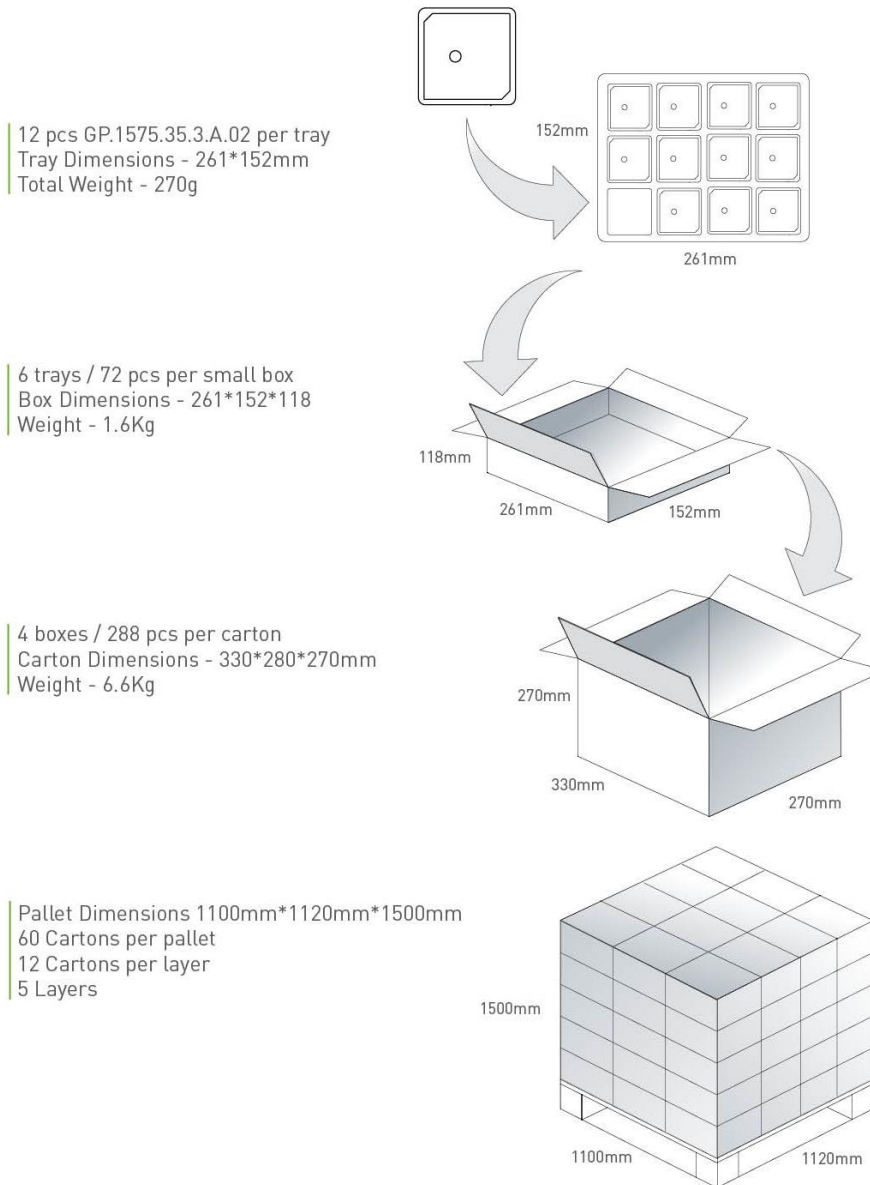 12 pcs GP.1575.35.3.A.02 per tray
Tray Dimensions - 261*152mm
Total Weight - 270g
152mm
261mm
6 trays / 72 pcs per small box
Box Dimensions - 261*152*118
Weight - 1.6Kg
118mm
261mm
152mm
4 boxes / 288 pcs per carton
Carton Dimensions - 330*280*270mm
Weight - 6.6Kg
270mm
330mm
270mm
Pallet Dimensions 1100mm*1120mm*1500mm
60 Cartons per pallet
12 Cartons per layer
5 Layers
1500mm
1100mm
1120mm